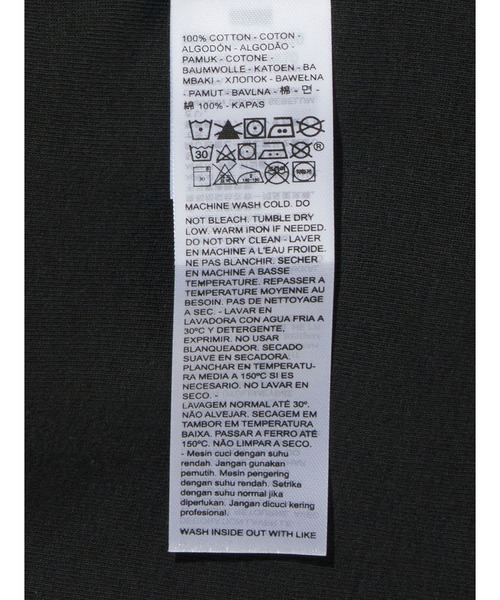 100% COTTON - COTON -
ALGODÓN - ALGODÃO -
PAMUK - COTONE -
BAUMWOLLE - KATOEN - BA
MBAKI - ХЛОПОК - BAWEŁNA
- PAMUT - BAVLNA - 棉 - 면 -
綿 100% - KAPAS
30
®
30
MACHINE WASH COLD. DO
NOT BLEACH. TUMBLE DRY
LOW. WARM IRON IF NEEDED.
DO NOT DRY CLEAN - LAVER
EN MACHINE A L'EAU FROIDE.
NE PAS BLANCHIR. SECHER
EN MACHINE A BASSE
TEMPERATURE. REPASSER A
TEMPERATURE MOYENNE AU
BESOIN. PAS DE NETTOYAGE
A SEC. - LAVAR EN
LAVADORA CON AGUA FRIA A
30ºC Y DETERGENTE,
EXPRIMIR. NO USAR
BLANQUEADOR. SECADO
SUAVE EN SECADORA.
PLANCHAR EN TEMPERATU-
RA MEDIA A 150ºC SI ES
NECESARIO. NO LAVAR EN
SECO. -
LAVAGEM NORMAL ATÉ 30º.
NÃO ALVEJAR. SECAGEM EM
TAMBOR EM TEMPERATURA
BAIXA. PASSAR A FERRO ATÉ
150ºC. NÃO LIMPAR A SECO.
- Mesin cuci dengan suhu
rendah. Jangan gunakan
pemutih. Mesin pengering
dengan suhu rendah. Setrika
dengan suhu normal jika
diperlukan. Jangan dicuci kering
profesional.
WASH INSIDE OUT WITH LIKE